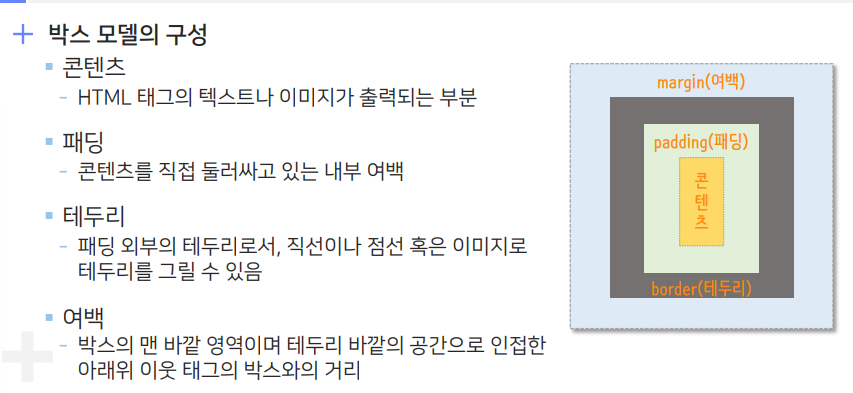 박스 모델의 구성
콘텐츠
- HTML 태그의 텍스트나 이미지가 출력되는 부분
패딩
- 콘텐츠를 직접 둘러싸고 있는 내부 여백
테두리
- 패딩 외부의 테두리로서, 직선이나 점선 혹은 이미지로
테두리를 그릴 수 있음
여백
- 박스의 맨 바깥 영역이며 테두리 바깥의 공간으로 인접한
아래위 이웃 태그의 박스와의 거리
margin(여백)
padding(패딩)
콘
텐
츠
border(테두리)